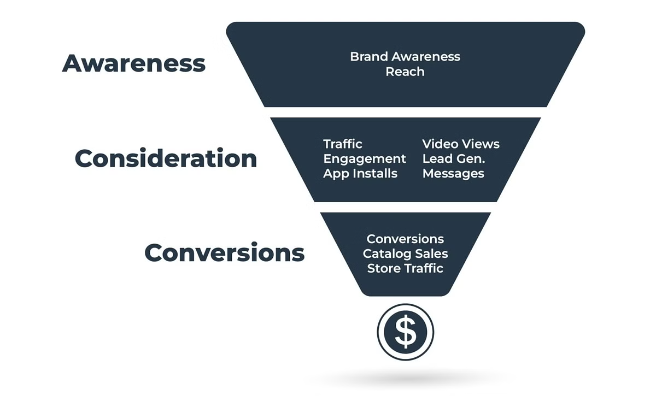 Awareness
Brand Awareness
Reach
Consideration
Traffic
Engagement
App Installs
Video Views
Lead Gen.
Messages
Conversions
Conversions
Catalog Sales
Store Traffic
$